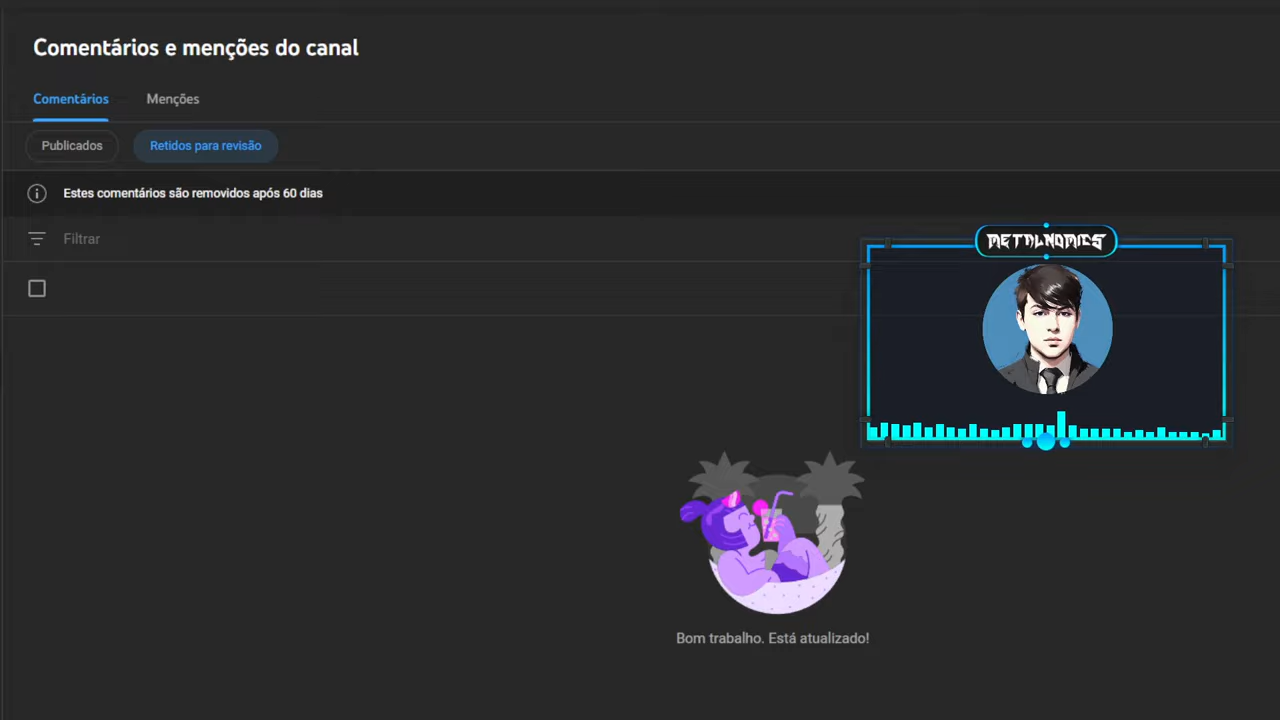 Comentários e menções do canal
Comentários
Menções
Publicados
Retidos para revisão
Estes comentários são removidos após 60 dias
Filtrar
METALNOMICS
Bom trabalho. Está atualizado!